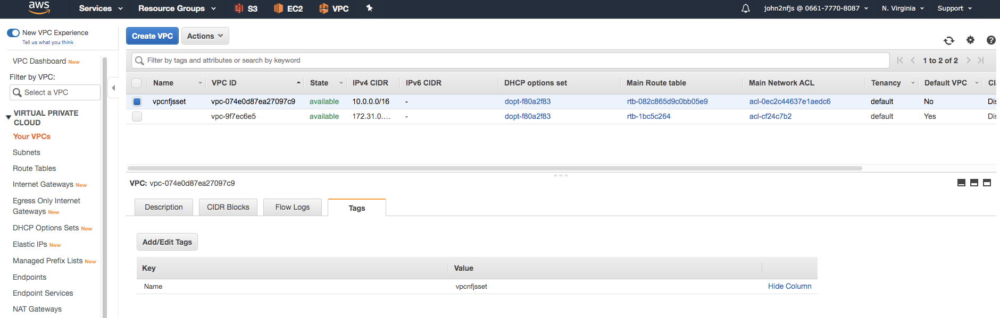 aws Services Resource Groups S3 EC2 VPC john2nfjs @ 0661-7770-8087 N. Virginia Support
New VPC Experience
Tell us what you think
Create VPC Actions
VPC Dashboard New
Filter by VPC:
Select a VPC
VIRTUAL PRIVATE
CLOUD
Your VPCs
Subnets
Route Tables
Internet Gateways New
Egress Only Internet
Gateways New
DHCP Options Sets New
Elastic IPs New
Managed Prefix Lists New
Endpoints
Endpoint Services
NAT Gateways
Filter by tags and attributes or search by keyword
1 to 2 of 2
Name VPC ID State IPv4 CIDR IPv6 CIDR DHCP options set Main Route table Main Network ACL Tenancy Default VPC Cl
vpcnfjsset vpc-074e0d87ea27097c9 available 10.0.0.0/16 - dopt-f80a2f83 rtb-082c865d9c0bb05e9 acl-0ec2c44637e1aedc6 default No Dis
vpc-9f7ec6e5 available 172.31.0.... - dopt-f80a2f83 rtb-1bc5c264 acl-cf24c7b2 default Yes Dis
VPC: vpc-074e0d87ea27097c9
Description CIDR Blocks Flow Logs Tags
Add/Edit Tags
Key Value
Name vpcnfjsset Hide Column